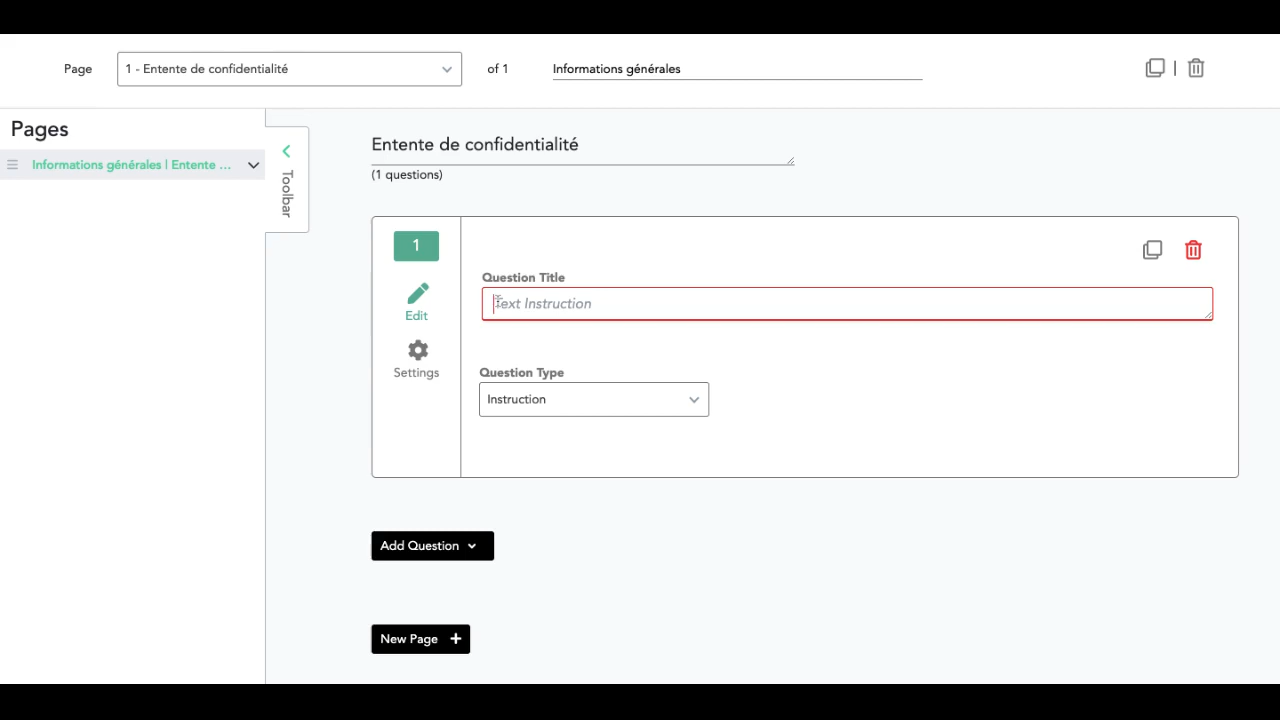 Page
1 - Entente de confidentialité
of 1
Informations générales
Pages
Informations générales | Entente ...
Toolbar
Entente de confidentialité
(1 questions)
1
Edit
Settings
Question Title
Text Instruction
Question Type
Instruction
Add Question
New Page +